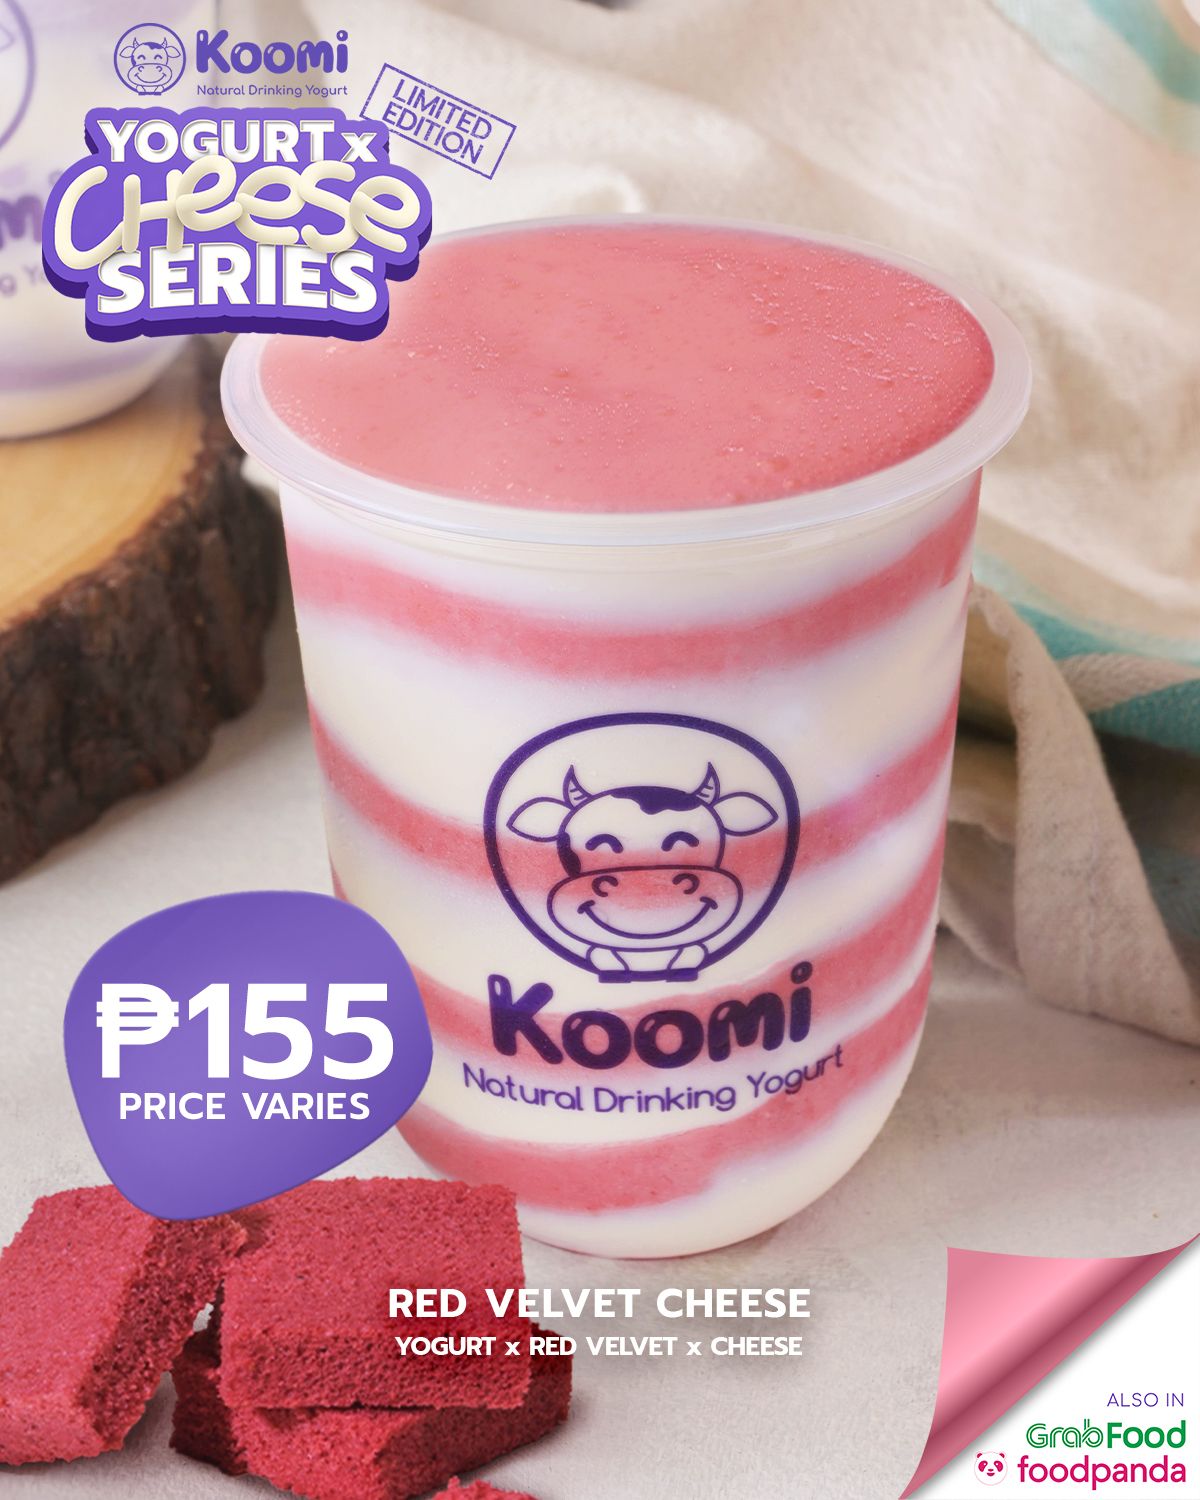 Koomi
Natural Drinking Yogurt
LIMITED
EDITION
YOGURT x
CHeese
SERIES
Koomi
Natural Drinking Yogurt
₱155
PRICE VARIES
RED VELVET CHEESE
YOGURT x RED VELVET x CHEESE
ALSO IN
GrabFood
foodpanda